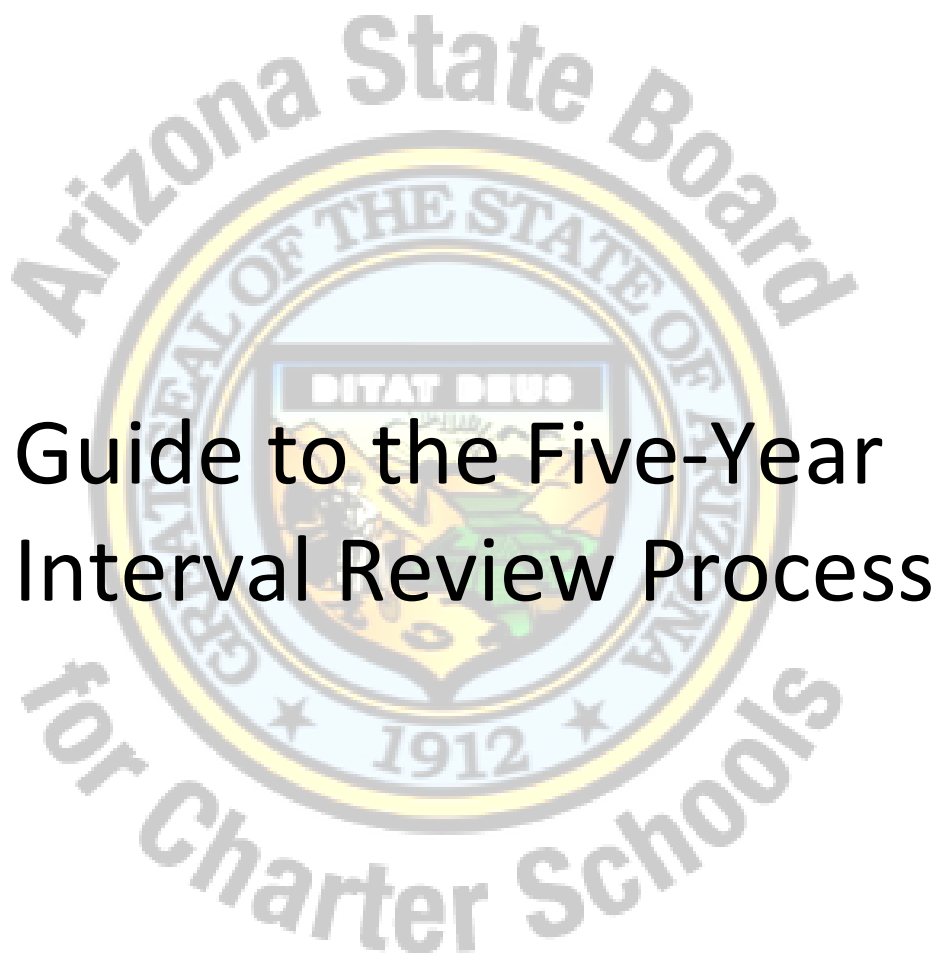 Arizona State Board
GREAT SEAL OF THE STATE OF ARIZONA
DITAT DEUS
Guide to the Five-Year
Interval Review Process
1912
for Charter Schools